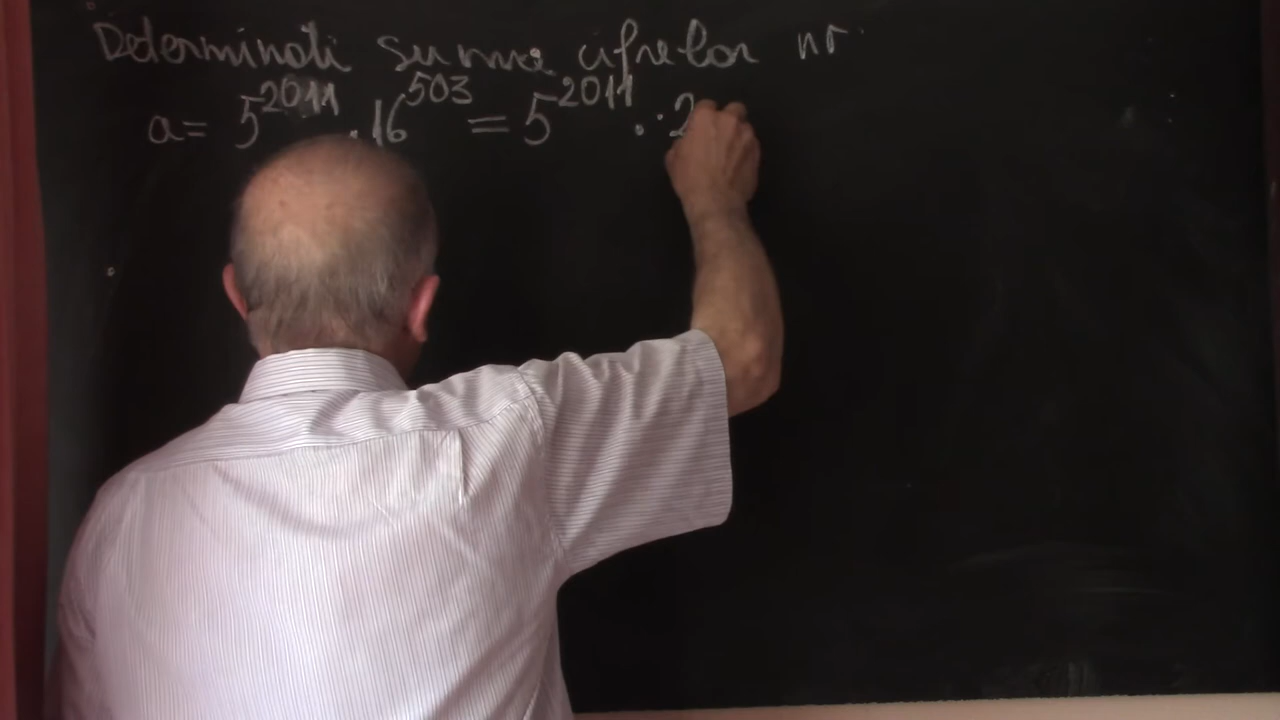 Determinati suma cifrelor nr.
a = 5^2011 · 16^503 = 5^2011 · 2